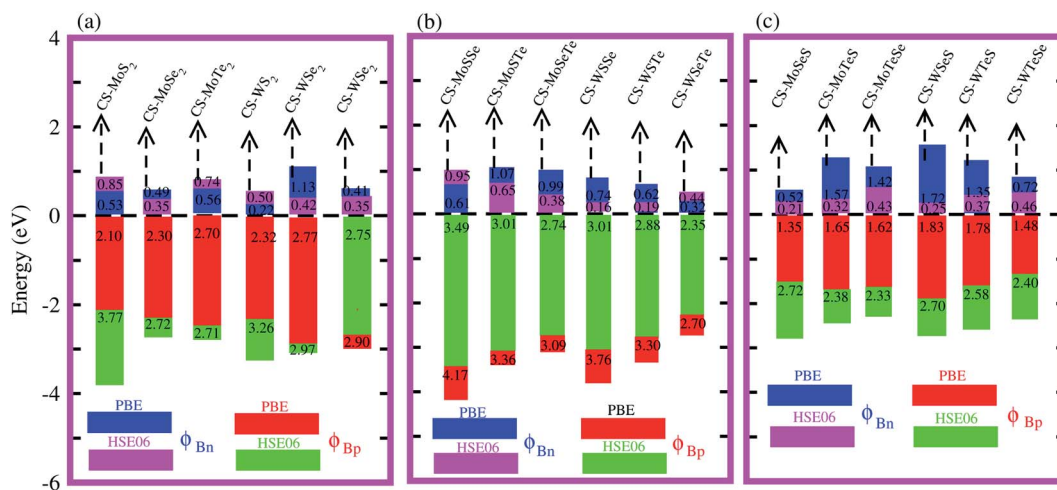 (a)
(b)
(c)
Energy (eV)
4
2
0
-2
-4
-6
CS-MoS2
CS-MoSe2
CS-MoTe2
CS-WS2
CS-WSe2
CS-WSe2
0.85
0.49
0.74
0.50
1.13
0.41
0.53
0.35
0.56
0.22
0.42
0.35
2.10
2.30
2.70
2.32
2.77
2.75
3.77
2.72
2.71
3.26
2.97
2.90
PBE
PBE
HSE06
HSE06
ϕBn
ϕBp
CS-MoSSe
CS-MoSTe
CS-MoSeTe
CS-WSSe
CS-WSTe
CS-WSeTe
0.95
1.07
0.99
0.74
0.62
0.44
0.61
0.65
0.38
0.16
0.19
0.32
3.49
3.01
2.74
3.01
2.88
2.35
4.17
3.36
3.09
3.76
3.30
2.70
PBE
PBE
HSE06
HSE06
ϕBn
ϕBp
CS-MoSeS
CS-MoTeS
CS-MoTeSe
CS-WSeS
CS-WTeS
CS-WTeSe
0.52
1.57
1.42
1.72
1.35
0.72
0.21
0.32
0.43
0.25
0.37
0.46
1.35
1.65
1.62
1.83
1.78
1.48
2.72
2.38
2.33
2.70
2.58
2.40
PBE
PBE
HSE06
HSE06
ϕBn
ϕBp